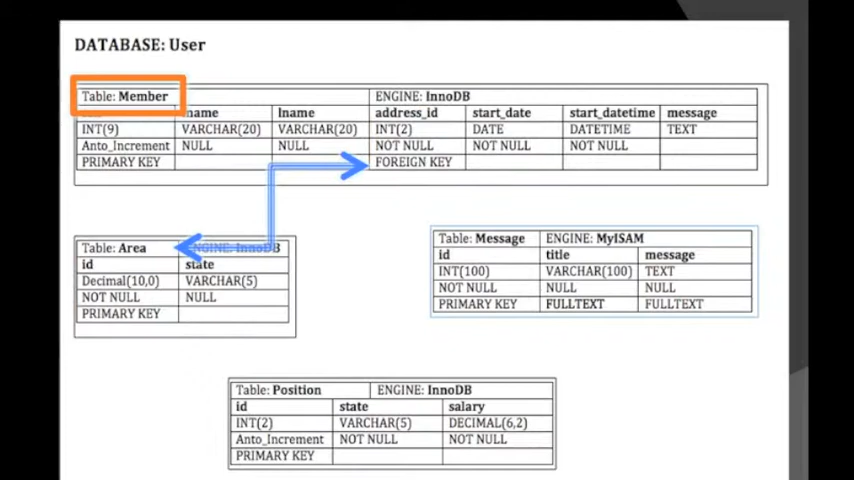 DATABASE: User
Table: Member ENGINE: InnoDB
name lname address_id start_date start_datetime message
INT(9) VARCHAR(20) VARCHAR(20) INT(2) DATE DATETIME TEXT
Anto_Increment NULL NULL NOT NULL NOT NULL NOT NULL
PRIMARY KEY FOREIGN KEY
Table: Area ENGINE: InnoDB
id state
Decimal(10,0) VARCHAR(5)
NOT NULL NULL
PRIMARY KEY
Table: Message ENGINE: MyISAM
id title message
INT(100) VARCHAR(100) TEXT
NOT NULL NULL NULL
PRIMARY KEY FULLTEXT FULLTEXT
Table: Position ENGINE: InnoDB
id state salary
INT(2) VARCHAR(5) DECIMAL(6,2)
Anto_Increment NOT NULL NOT NULL
PRIMARY KEY